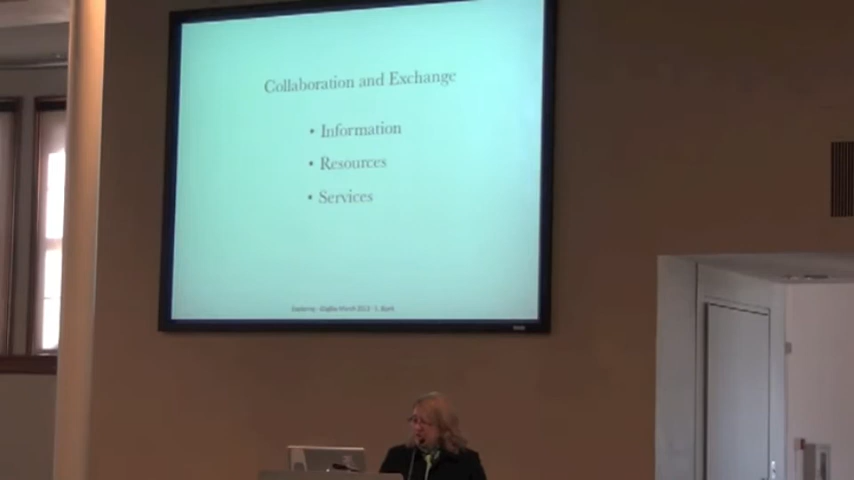 Collaboration and Exchange
• Information
• Resources
• Services